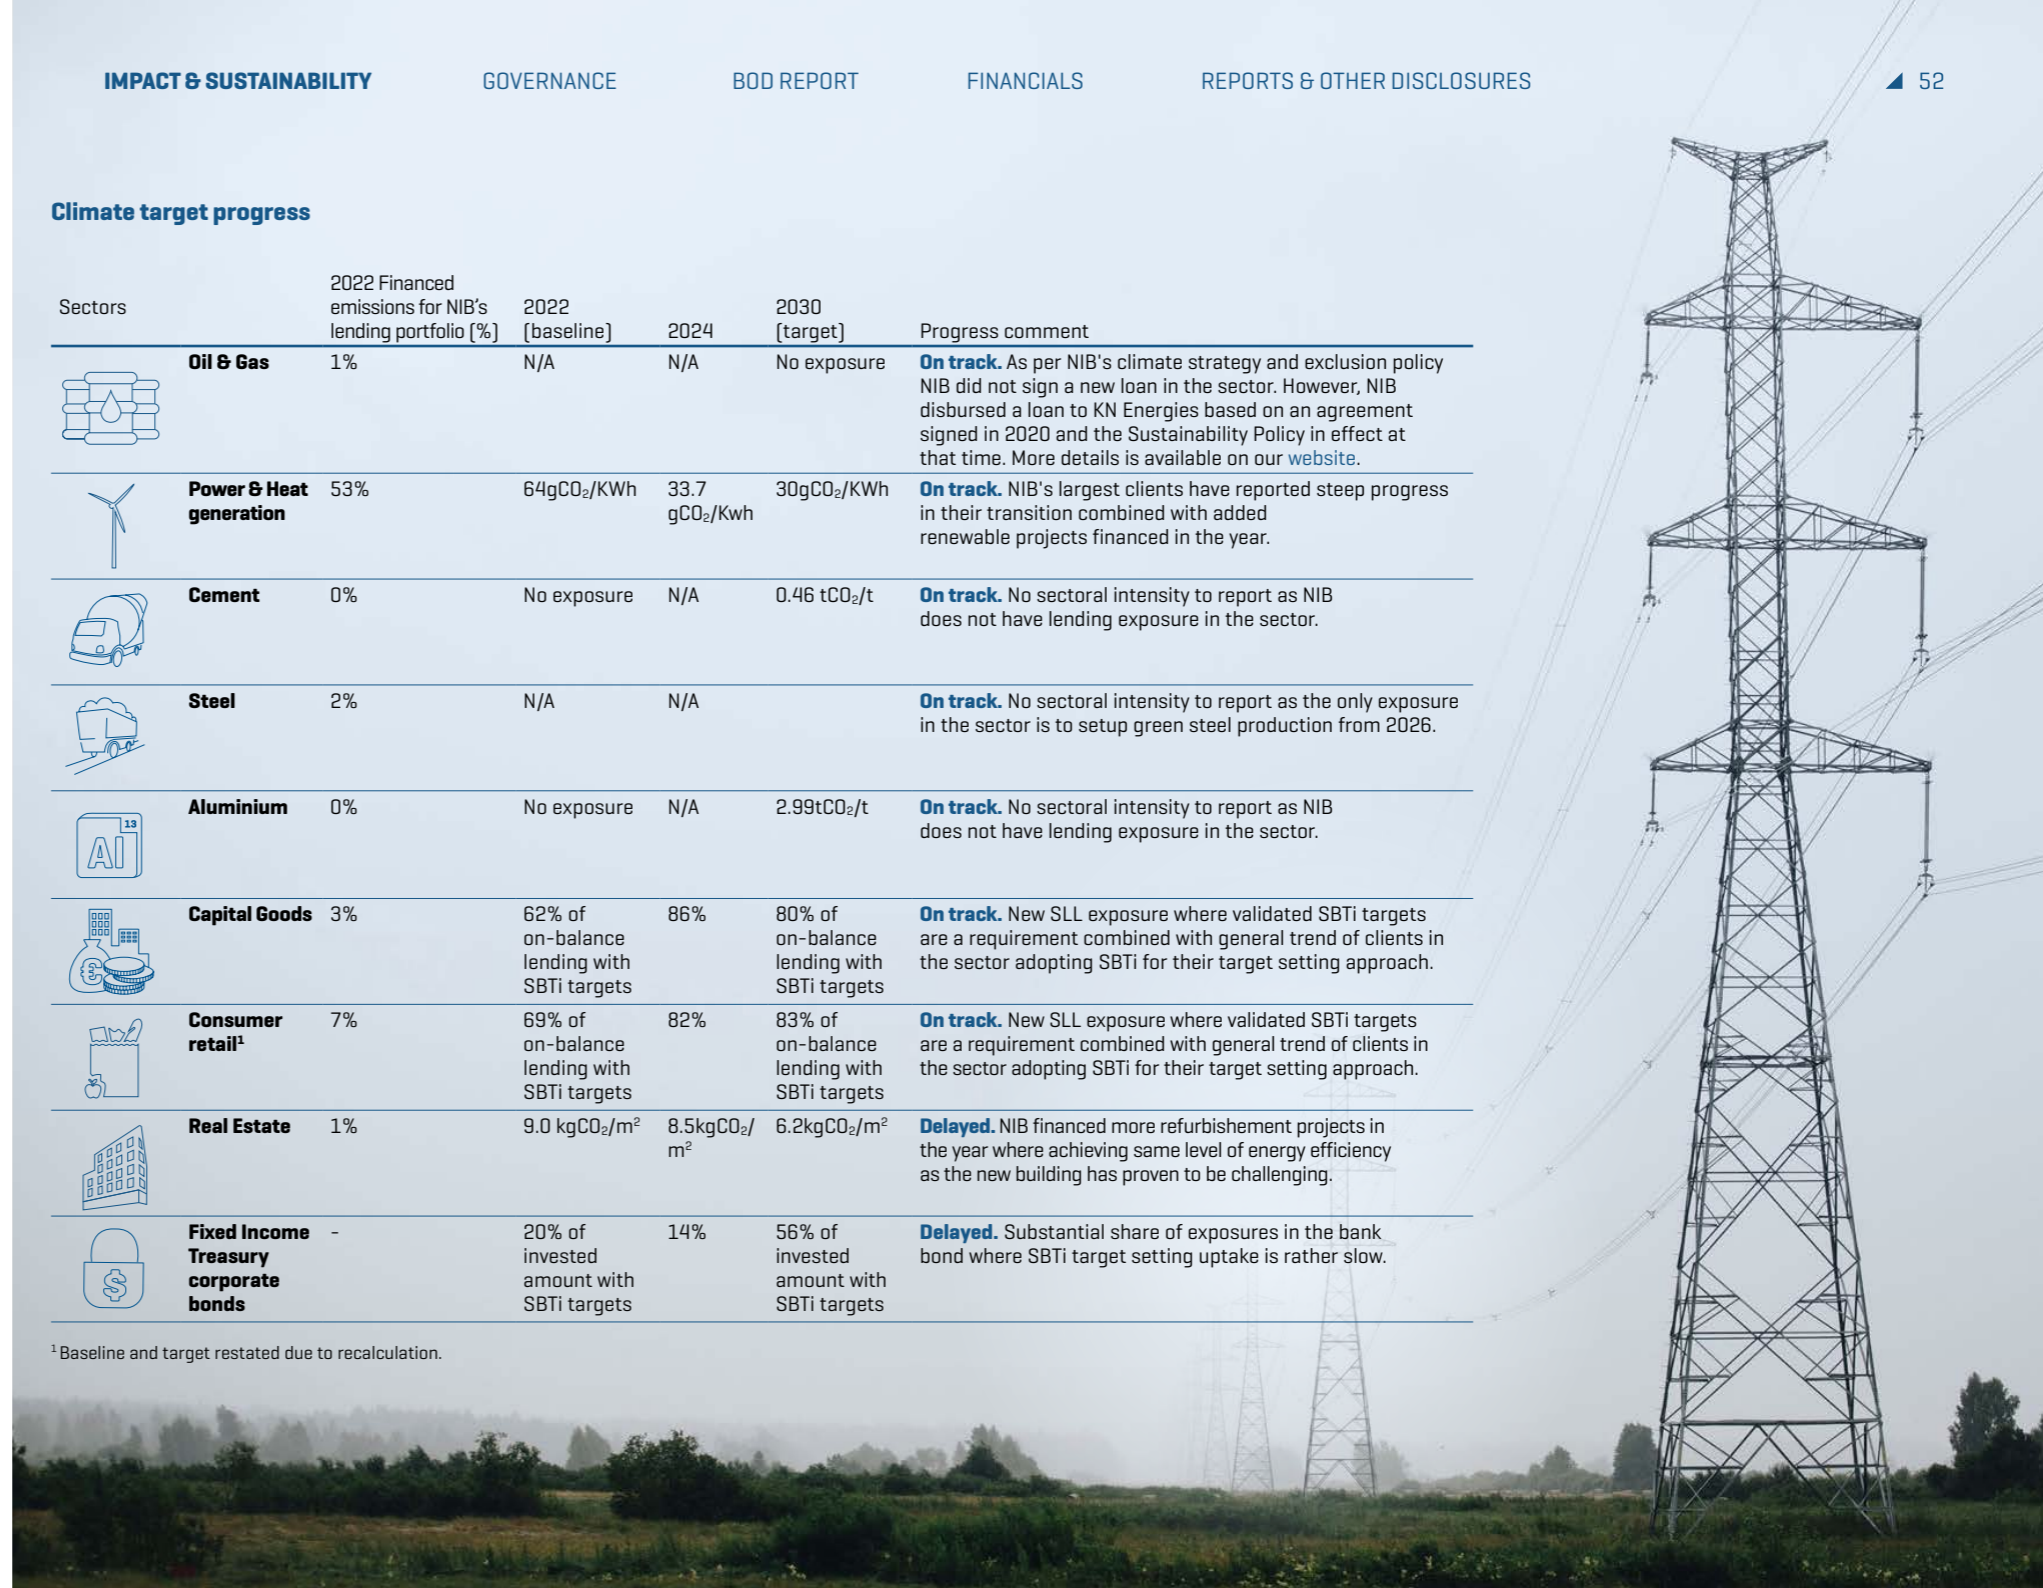 IMPACT & SUSTAINABILITY GOVERNANCE BOD REPORT FINANCIALS REPORTS & OTHER DISCLOSURES 52
Climate target progress
Sectors 2022 Financed emissions for NIB's lending portfolio [%] 2022 [baseline] 2024 2030 [target] Progress comment
Oil & Gas 1% N/A N/A No exposure On track. As per NIB's climate strategy and exclusion policy
NIB did not sign a new loan in the sector. However, NIB
disbursed a loan to KN Energies based on an agreement
signed in 2020 and the Sustainability Policy in effect at
that time. More details is available on our website.
Power & Heat 53% 64gCO₂/KWh 33.7 30gCO₂/KWh On track. NIB's largest clients have reported steep progress
generation gCO₂/Kwh in their transition combined with added
renewable projects financed in the year.
Cement 0% No exposure N/A 0.46 tCO₂/t On track. No sectoral intensity to report as NIB
does not have lending exposure in the sector.
Steel 2% N/A N/A On track. No sectoral intensity to report as the only exposure
in the sector is to setup green steel production from 2026.
13
Al
Aluminium 0% No exposure N/A 2.99tCO₂/t On track. No sectoral intensity to report as NIB
does not have lending exposure in the sector.
€
Capital Goods 3% 62% of 86% 80% of On track. New SLL exposure where validated SBTi targets
on-balance on-balance are a requirement combined with general trend of clients in
lending with lending with the sector adopting SBTi for their target setting approach.
SBTi targets SBTi targets
Consumer 7% 69% of 82% 83% of On track. New SLL exposure where validated SBTi targets
retail¹ on-balance on-balance are a requirement combined with general trend of clients in
lending with lending with the sector adopting SBTi for their target setting approach.
SBTi targets SBTi targets
Real Estate 1% 9.0 kgCO₂/m² 8.5kgCO₂/ 6.2kgCO₂/m² Delayed. NIB financed more refurbishement projects in
m² the year where achieving same level of energy efficiency
as the new building has proven to be challenging.
$
Fixed Income - 20% of 14% 56% of Delayed. Substantial share of exposures in the bank
Treasury invested invested bond where SBTi target setting uptake is rather slow.
corporate amount with amount with
bonds SBTi targets SBTi targets
¹ Baseline and target restated due to recalculation.